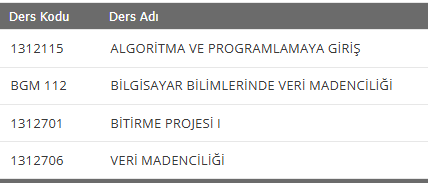 Ders Kodu Ders Adı
1312115 ALGORİTMA VE PROGRAMLAMAYA GİRİŞ
BGM 112 BİLGİSAYAR BİLİMLERİNDE VERİ MADENCİLİĞİ
1312701 BİTİRME PROJESİ I
1312706 VERİ MADENCİLİĞİ